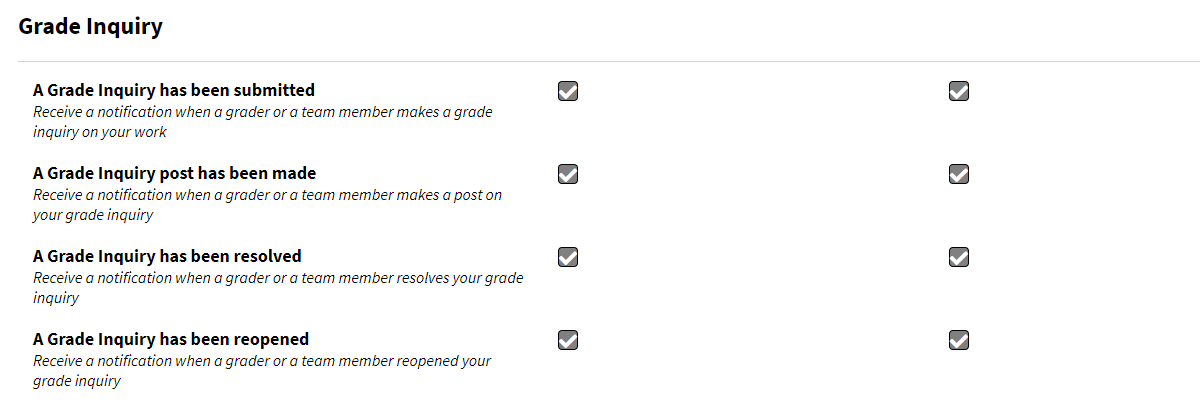 Grade Inquiry
A Grade Inquiry has been submitted
Receive a notification when a grader or a team member makes a grade
inquiry on your work
A Grade Inquiry post has been made
Receive a notification when a grader or a team member makes a post on
your grade inquiry
A Grade Inquiry has been resolved
Receive a notification when a grader or a team member resolves your grade
inquiry
A Grade Inquiry has been reopened
Receive a notification when a grader or a team member reopened your
grade inquiry